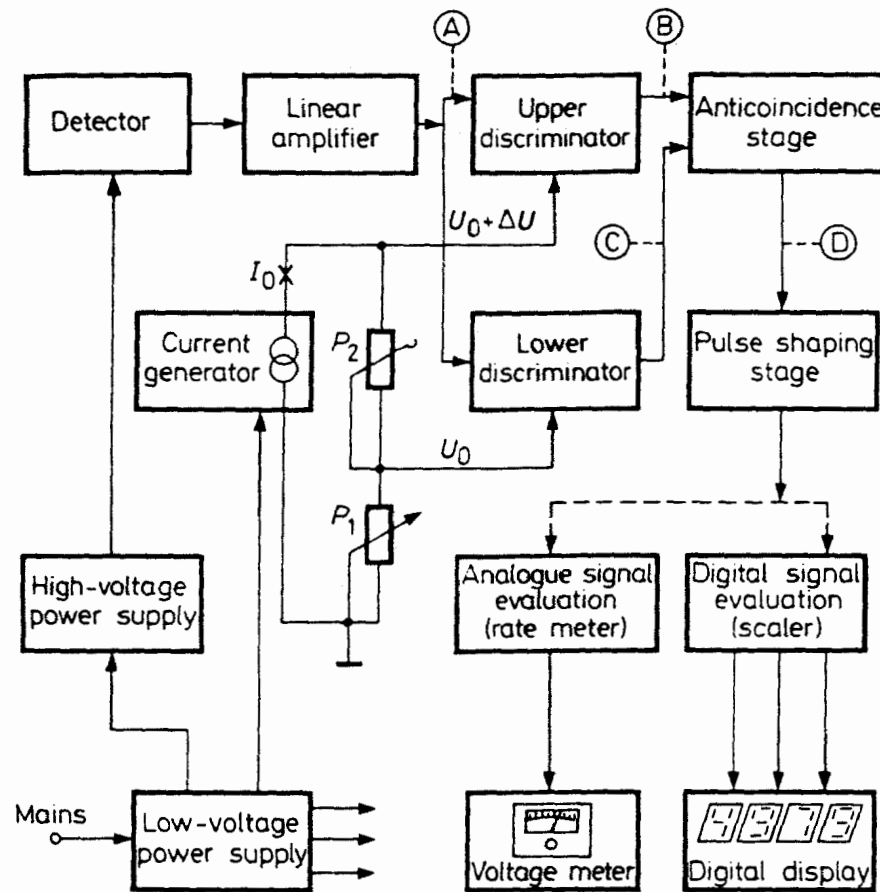 A
B
Detector
Linear
amplifier
Upper
discriminator
Anticoincidence
stage
U0 + ΔU
C
D
I0
Current
generator
P2
Lower
discriminator
Pulse shaping
stage
U0
P1
High-voltage
power supply
Analogue signal
evaluation
(rate meter)
Digital signal
evaluation
(scaler)
Mains
Low-voltage
power supply
Voltage meter
4979
Digital display